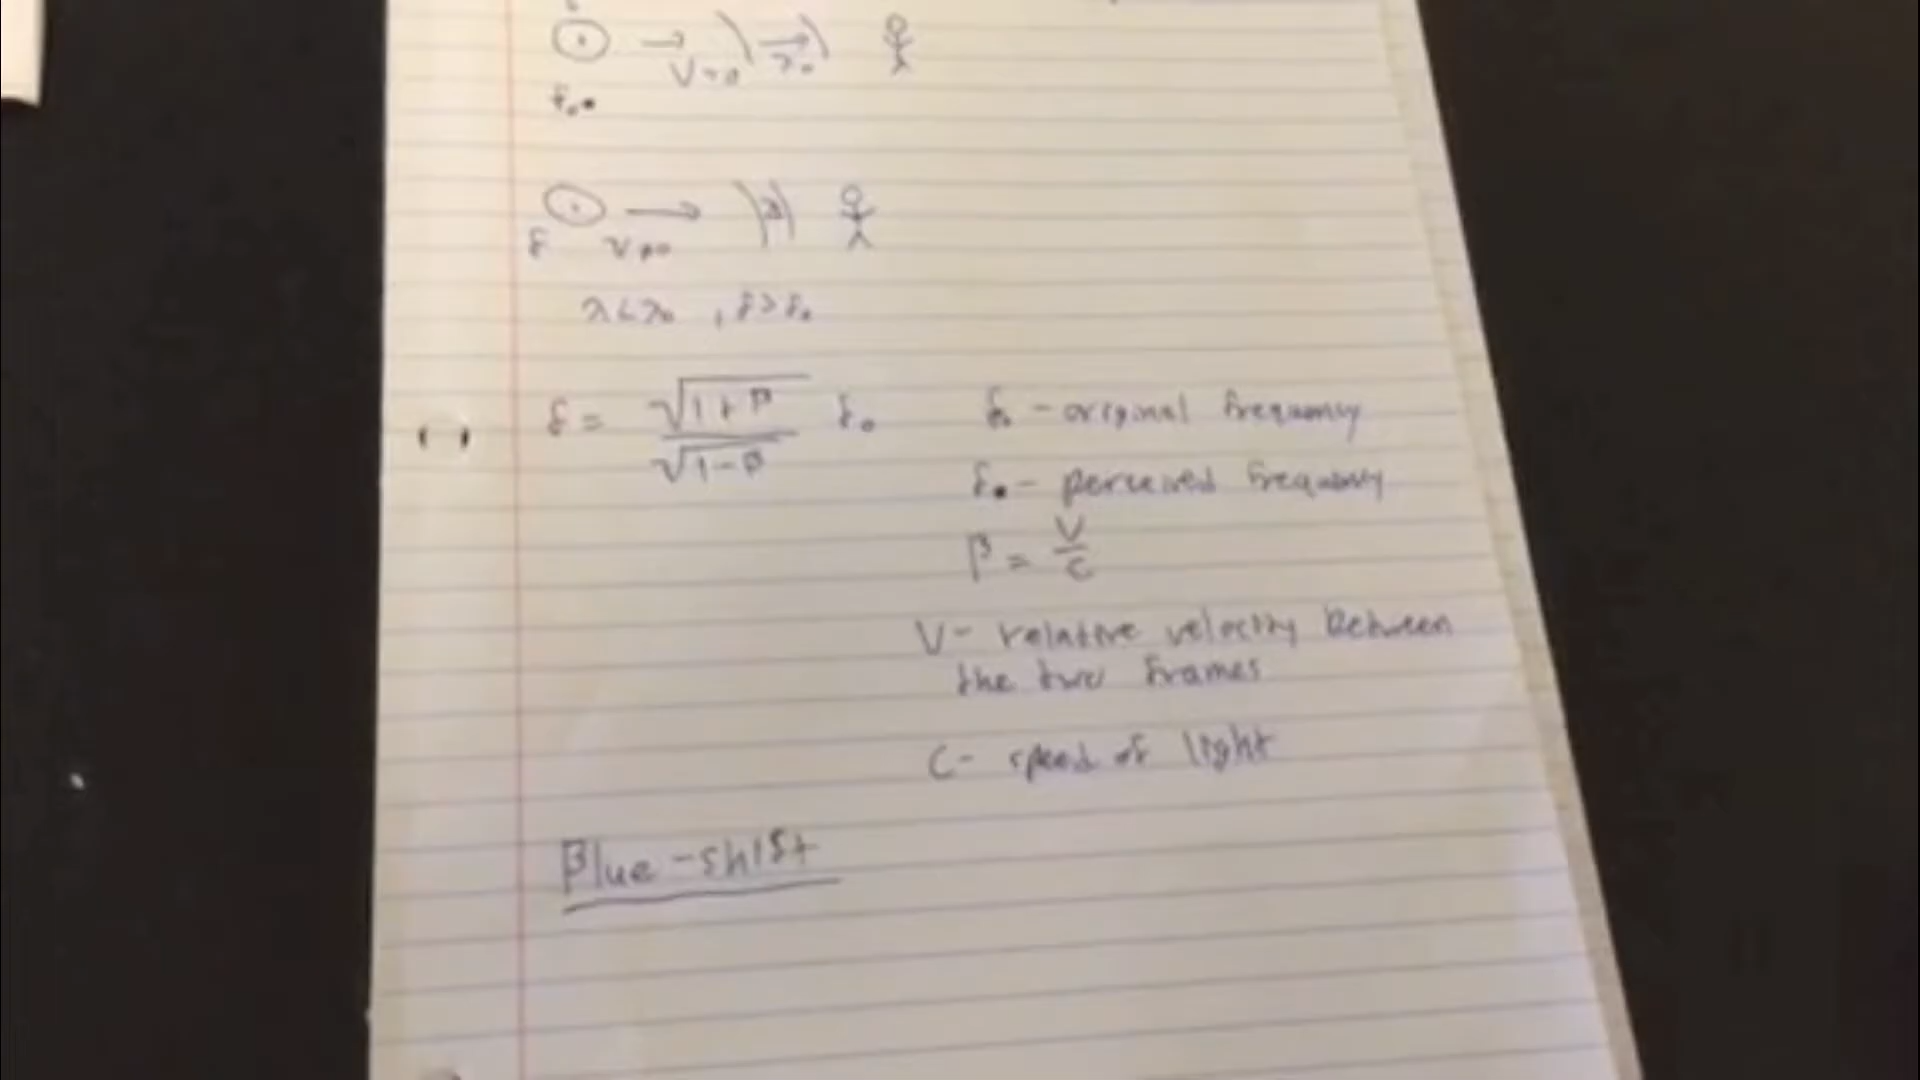 V=0 λ₀
f₀
f V≠0 λ
λ<λ₀ , f>f₀
f = √(1+β) / √(1-β) f₀
f₀ - original frequency
f - perceived frequency
β = V/c
V- relative velocity between
the two frames
C- speed of light
Blue-shift